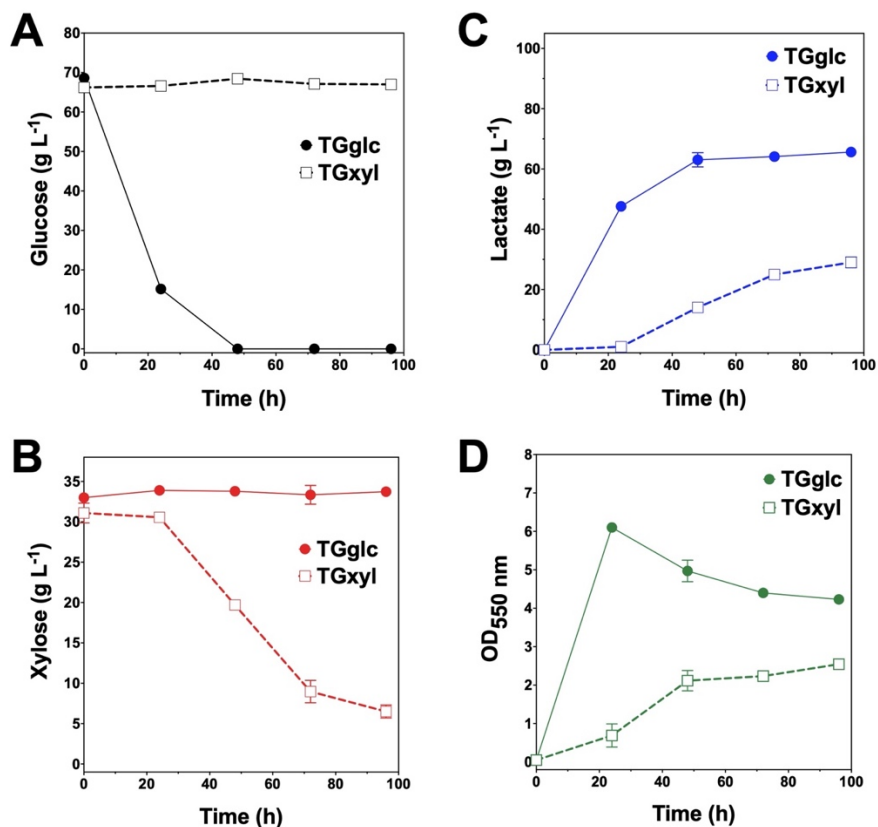 A
Glucose (g L-1)
80
70
60
50
40
30
20
10
0
TGglc
TGxyl
0 20 40 60 80 100
Time (h)
C
Lactate (g L-1)
100
80
60
40
20
0
TGglc
TGxyl
0 20 40 60 80 100
Time (h)
B
Xylose (g L-1)
35
30
25
20
15
10
5
0
TGglc
TGxyl
0 20 40 60 80 100
Time (h)
D
OD550 nm
8
7
6
5
4
3
2
1
0
TGglc
TGxyl
0 20 40 60 80 100
Time (h)